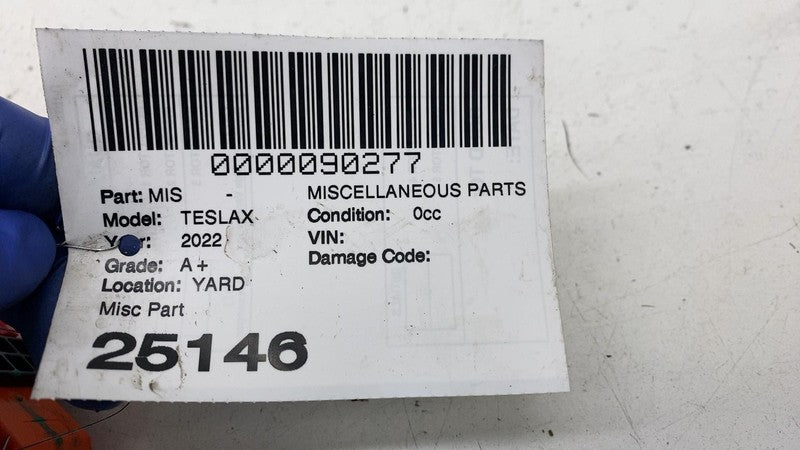 0000090277
Part: MIS - MISCELLANEOUS PARTS
Model: TESLAX Condition: 0cc
Year: 2022 VIN:
Grade: A+ Damage Code:
Location: YARD
Misc Part
25146